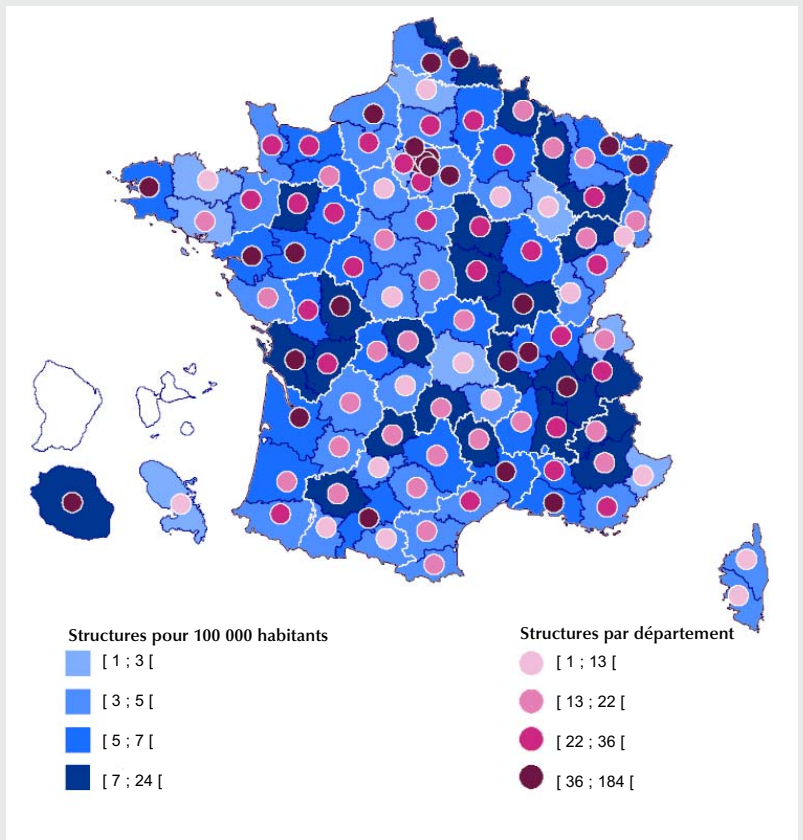 Structures pour 100 000 habitants
[ 1 ; 3 [
[ 3 ; 5 [
[ 5 ; 7 [
[ 7 ; 24 [
Structures par département
[ 1 ; 13 [
[ 13 ; 22 [
[ 22 ; 36 [
[ 36 ; 184 [